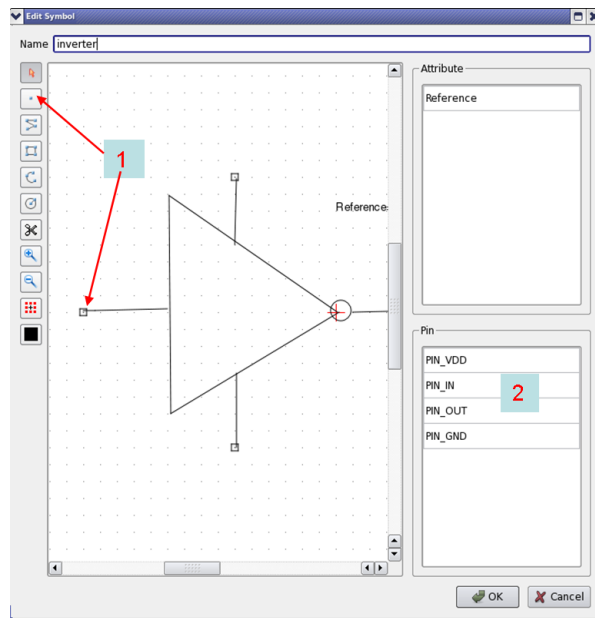 Edit Symbol
Name inverter
Attribute
Reference
1
Reference
Pin
PIN_VDD
PIN_IN
2
PIN_OUT
PIN_GND
OK
Cancel